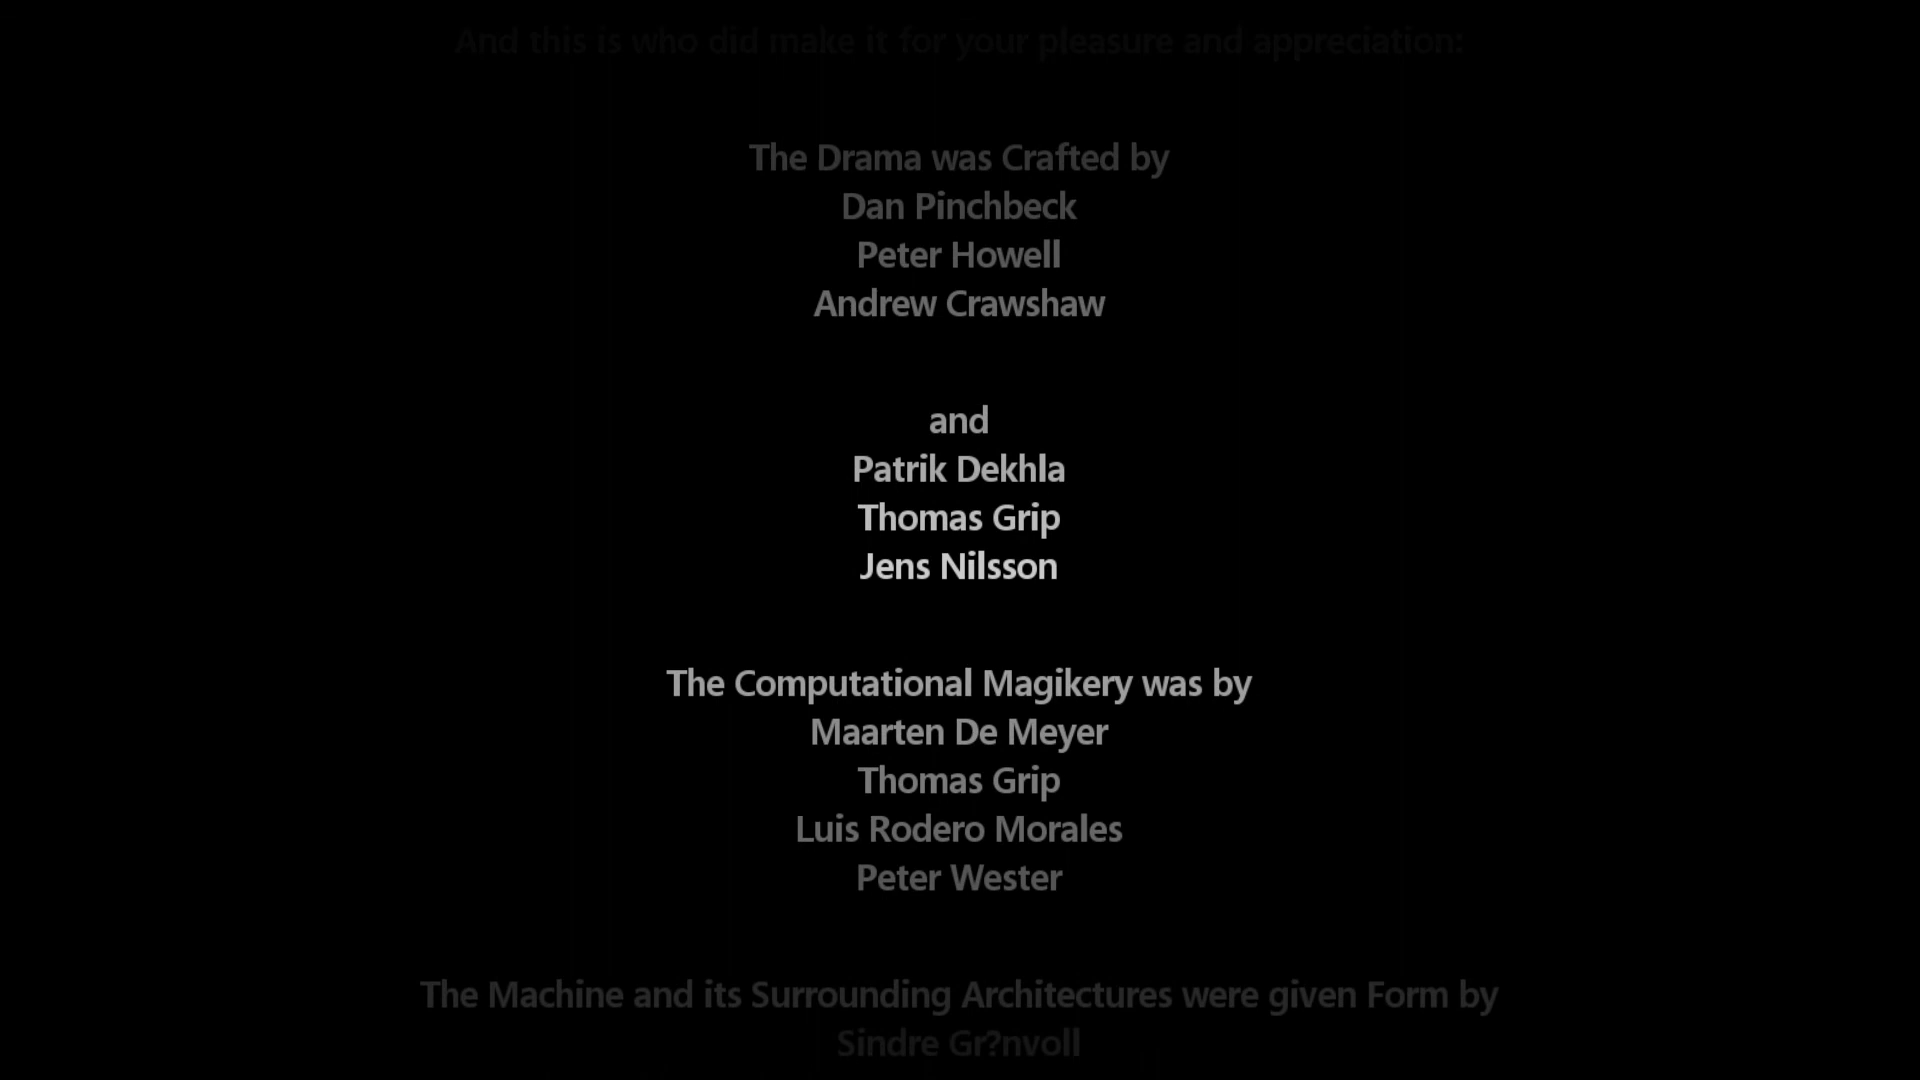 And this is who did make it for your pleasure and appreciation:
The Drama was Crafted by
Dan Pinchbeck
Peter Howell
Andrew Crawshaw
and
Patrik Dekhla
Thomas Grip
Jens Nilsson
The Computational Magikery was by
Maarten De Meyer
Thomas Grip
Luis Rodero Morales
Peter Wester
The Machine and its Surrounding Architectures were given Form by
Sindre Gr?nvoll